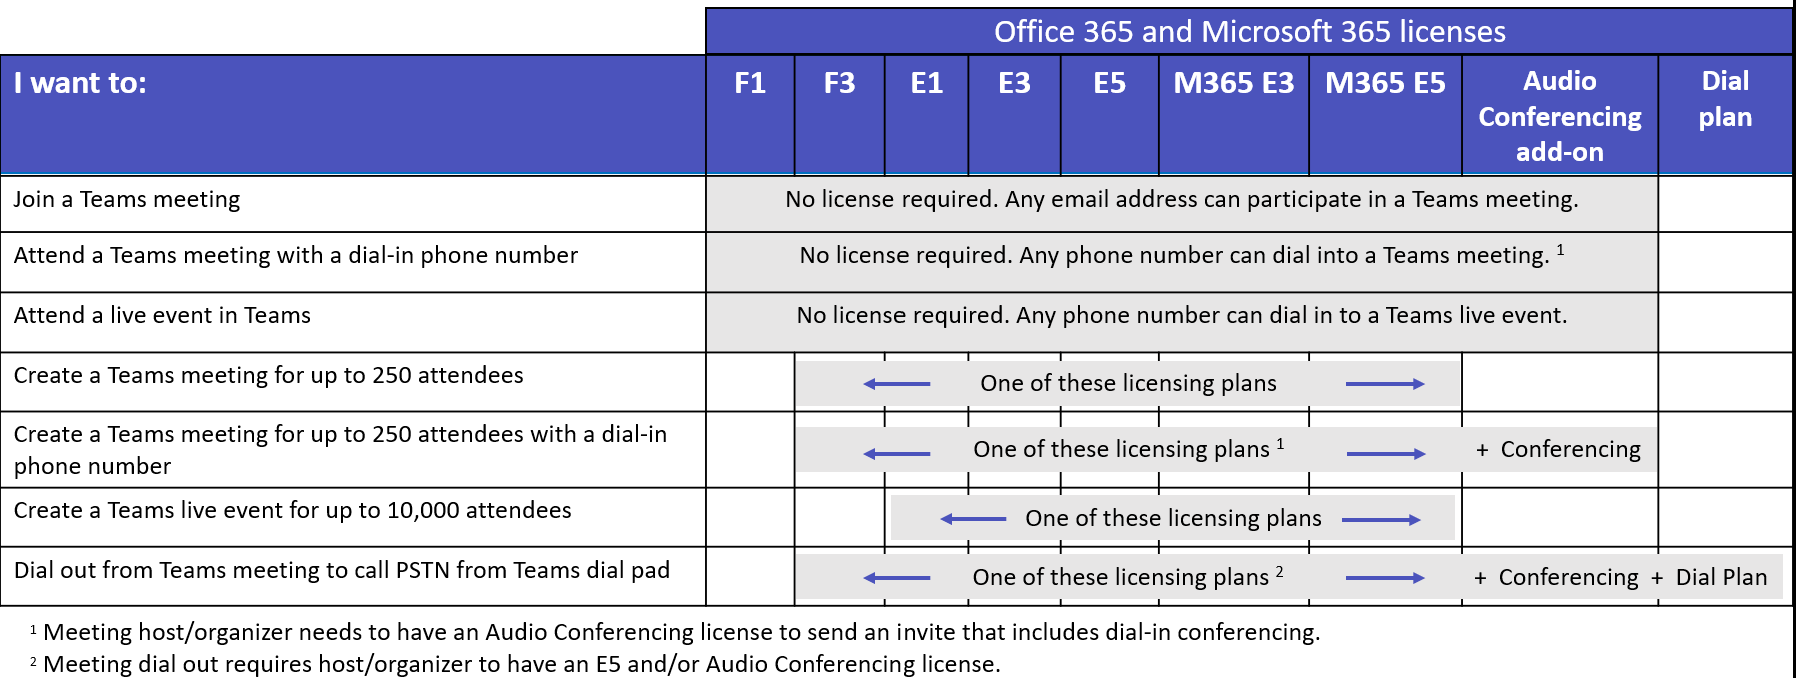 Office 365 and Microsoft 365 licenses
I want to:
F1
F3
E1
E3
E5
M365 E3
M365 E5
Audio
Conferencing
add-on
Dial
plan
Join a Teams meeting
No license required. Any email address can participate in a Teams meeting.
Attend a Teams meeting with a dial-in phone number
No license required. Any phone number can dial into a Teams meeting. 1
Attend a live event in Teams
No license required. Any phone number can dial in to a Teams live event.
Create a Teams meeting for up to 250 attendees
One of these licensing plans
Create a Teams meeting for up to 250 attendees with a dial-in
phone number
One of these licensing plans 1
+ Conferencing
Create a Teams live event for up to 10,000 attendees
One of these licensing plans
Dial out from Teams meeting to call PSTN from Teams dial pad
One of these licensing plans 2
+ Conferencing + Dial Plan
1 Meeting host/organizer needs to have an Audio Conferencing license to send an invite that includes dial-in conferencing.
2 Meeting dial out requires host/organizer to have an E5 and/or Audio Conferencing license.